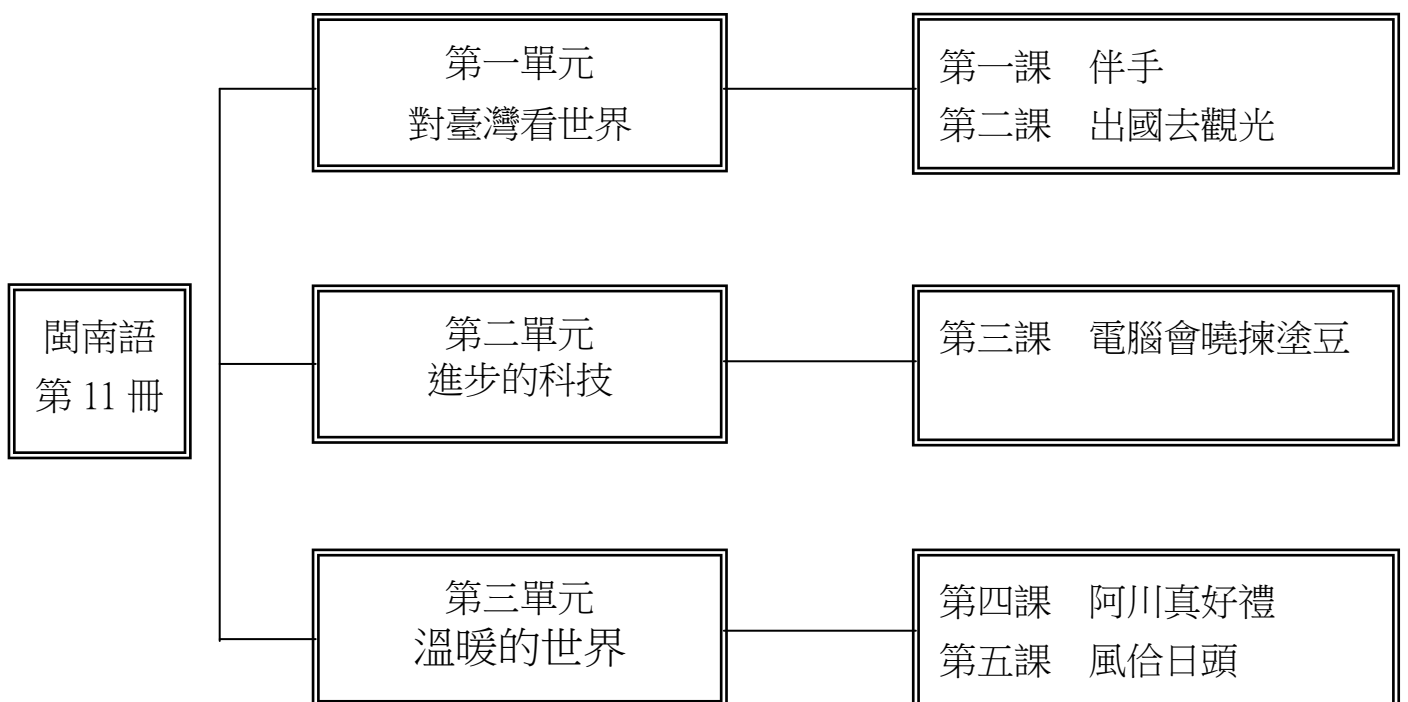 閩南語
第 11 冊
第一單元
對臺灣看世界
第一課　伴手
第二課　出國去觀光
第二單元
進步的科技
第三課　電腦會曉揀塗豆
第三單元
溫暖的世界
第四課　阿川真好禮
第五課　風佮日頭